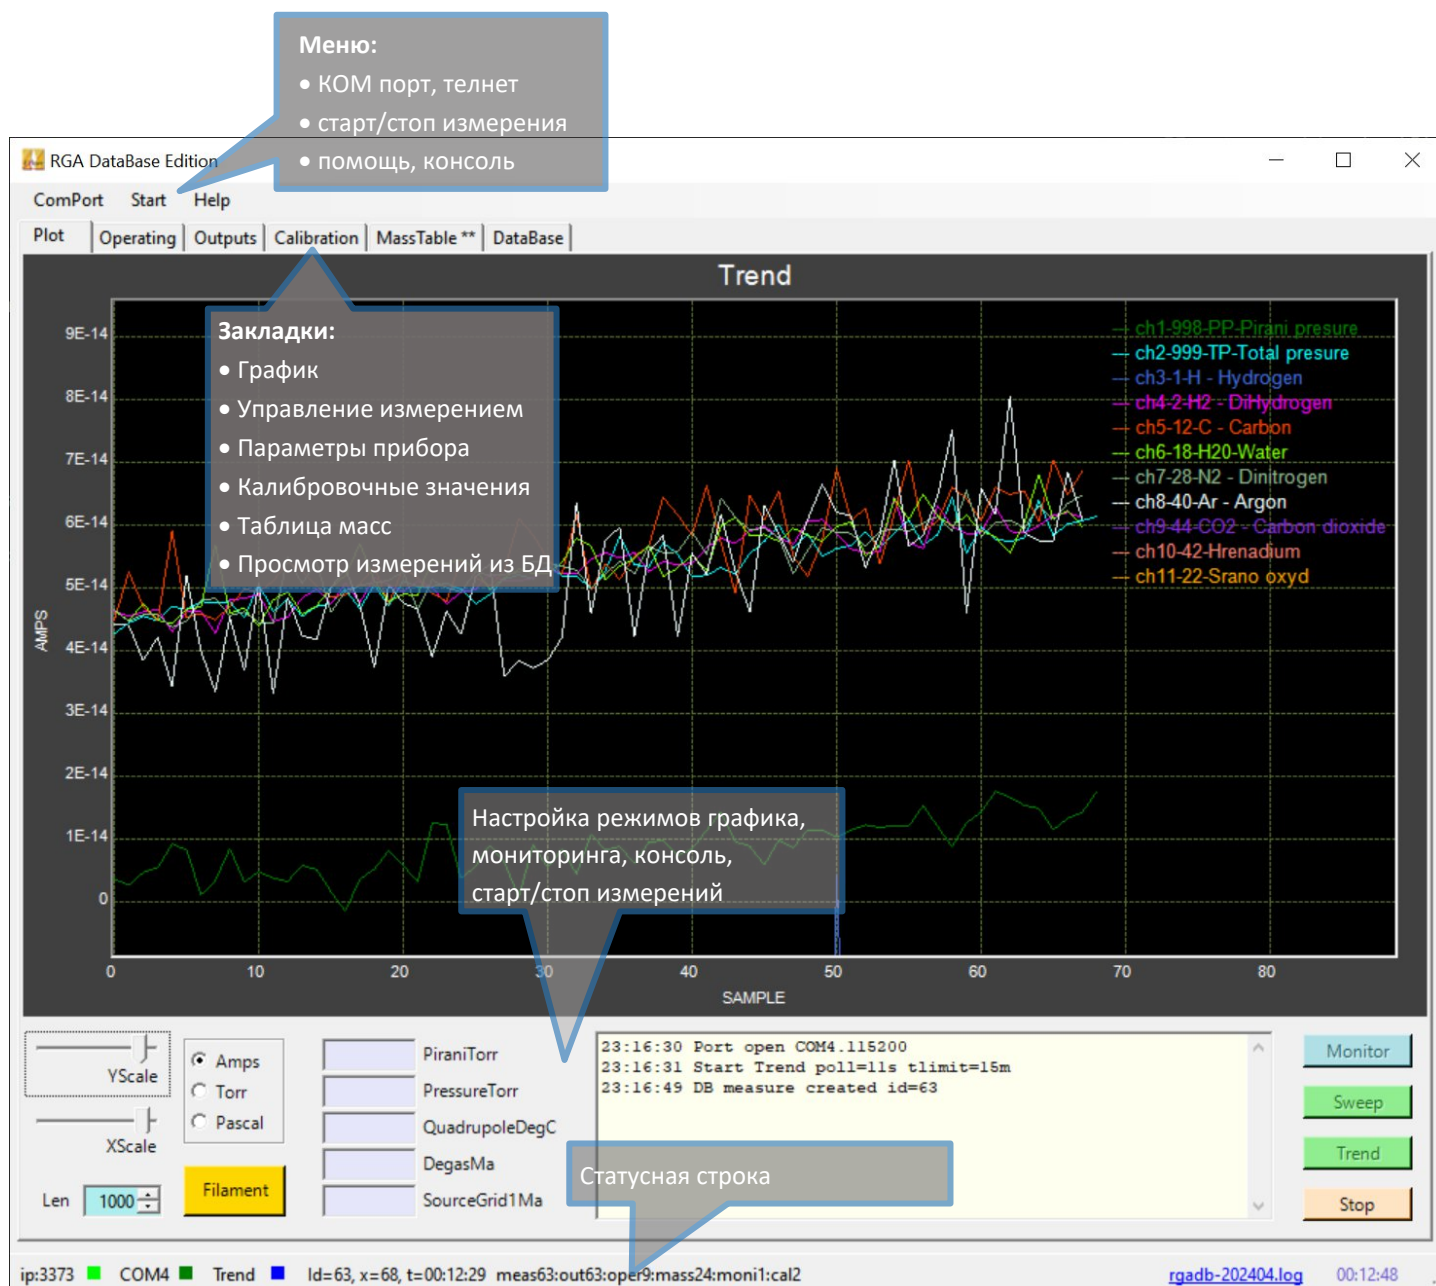 Меню:
• КОМ порт, телнет
• старт/стоп измерения
• помощь, консоль
RGA DataBase Edition
ComPort Start Help
Plot Operating Outputs Calibration MassTable ** DataBase
Trend
9E-14
8E-14
7E-14
6E-14
5E-14
4E-14
3E-14
2E-14
1E-14
0
AMPS
Закладки:
• График
• Управление измерением
• Параметры прибора
• Калибровочные значения
• Таблица масс
• Просмотр измерений из БД
ch1-998-PP-Pirani presure
ch2-999-TP-Total presure
ch3-1-H - Hydrogen
ch4-2-H2 - DiHydrogen
ch5-12-C - Carbon
ch6-18-H20-Water
ch7-28-N2 - Dinitrogen
ch8-40-Ar - Argon
ch9-44-CO2 - Carbon dioxide
ch10-42-Hrenadium
ch11-22-Srano oxyd
Настройка режимов графика,
мониторинга, консоль,
старт/стоп измерений
0 10 20 30 40 50 60 70 80
SAMPLE
YScale
XScale
Len 1000
Amps
Torr
Pascal
Filament
PiraniTorr
PressureTorr
QuadrupoleDegC
DegasMa
SourceGrid1Ma
23:16:30 Port open COM4.115200
23:16:31 Start Trend poll=11s tlimit=15m
23:16:49 DB measure created id=63
Статусная строка
Monitor
Sweep
Trend
Stop
ip:3373 COM4 Trend Id=63, x=68, t=00:12:29 meas63:out63:oper9:mass24:moni1:cal2 rgadb-202404.log 00:12:48